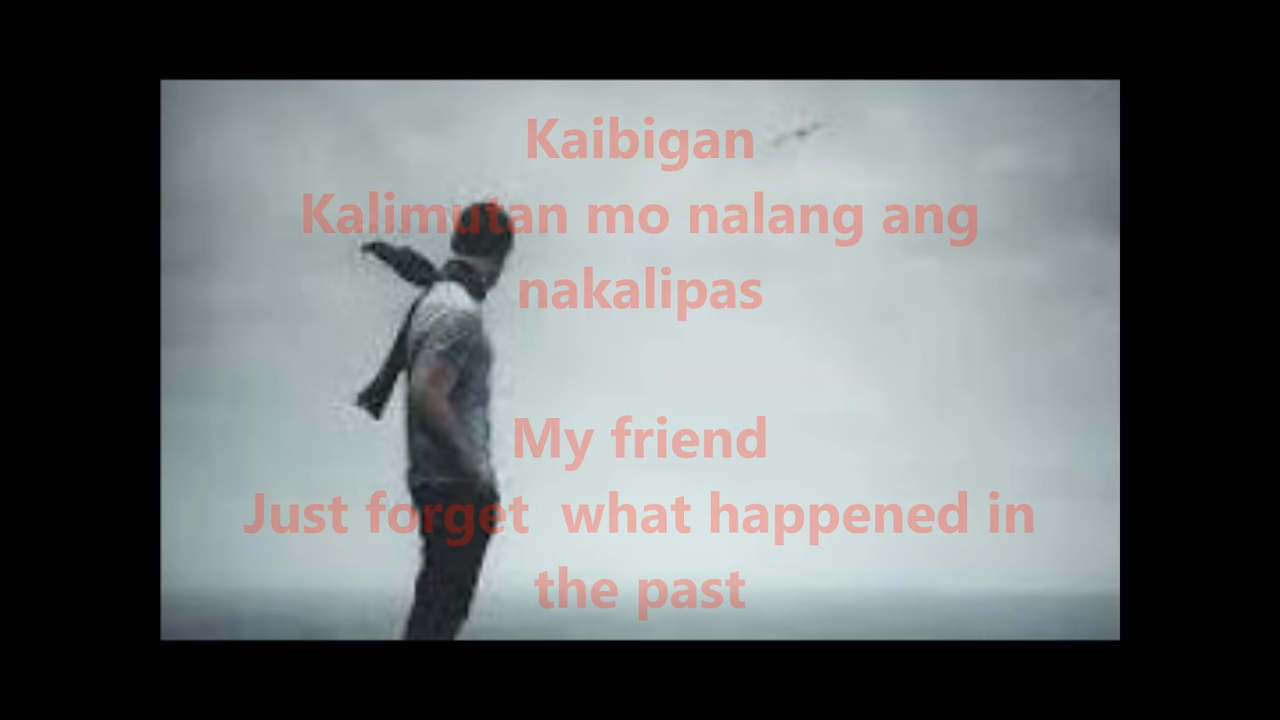 Kaibigan
Kalimutan mo nalang ang
nakalipas
My friend
Just forget  what happened in
the past